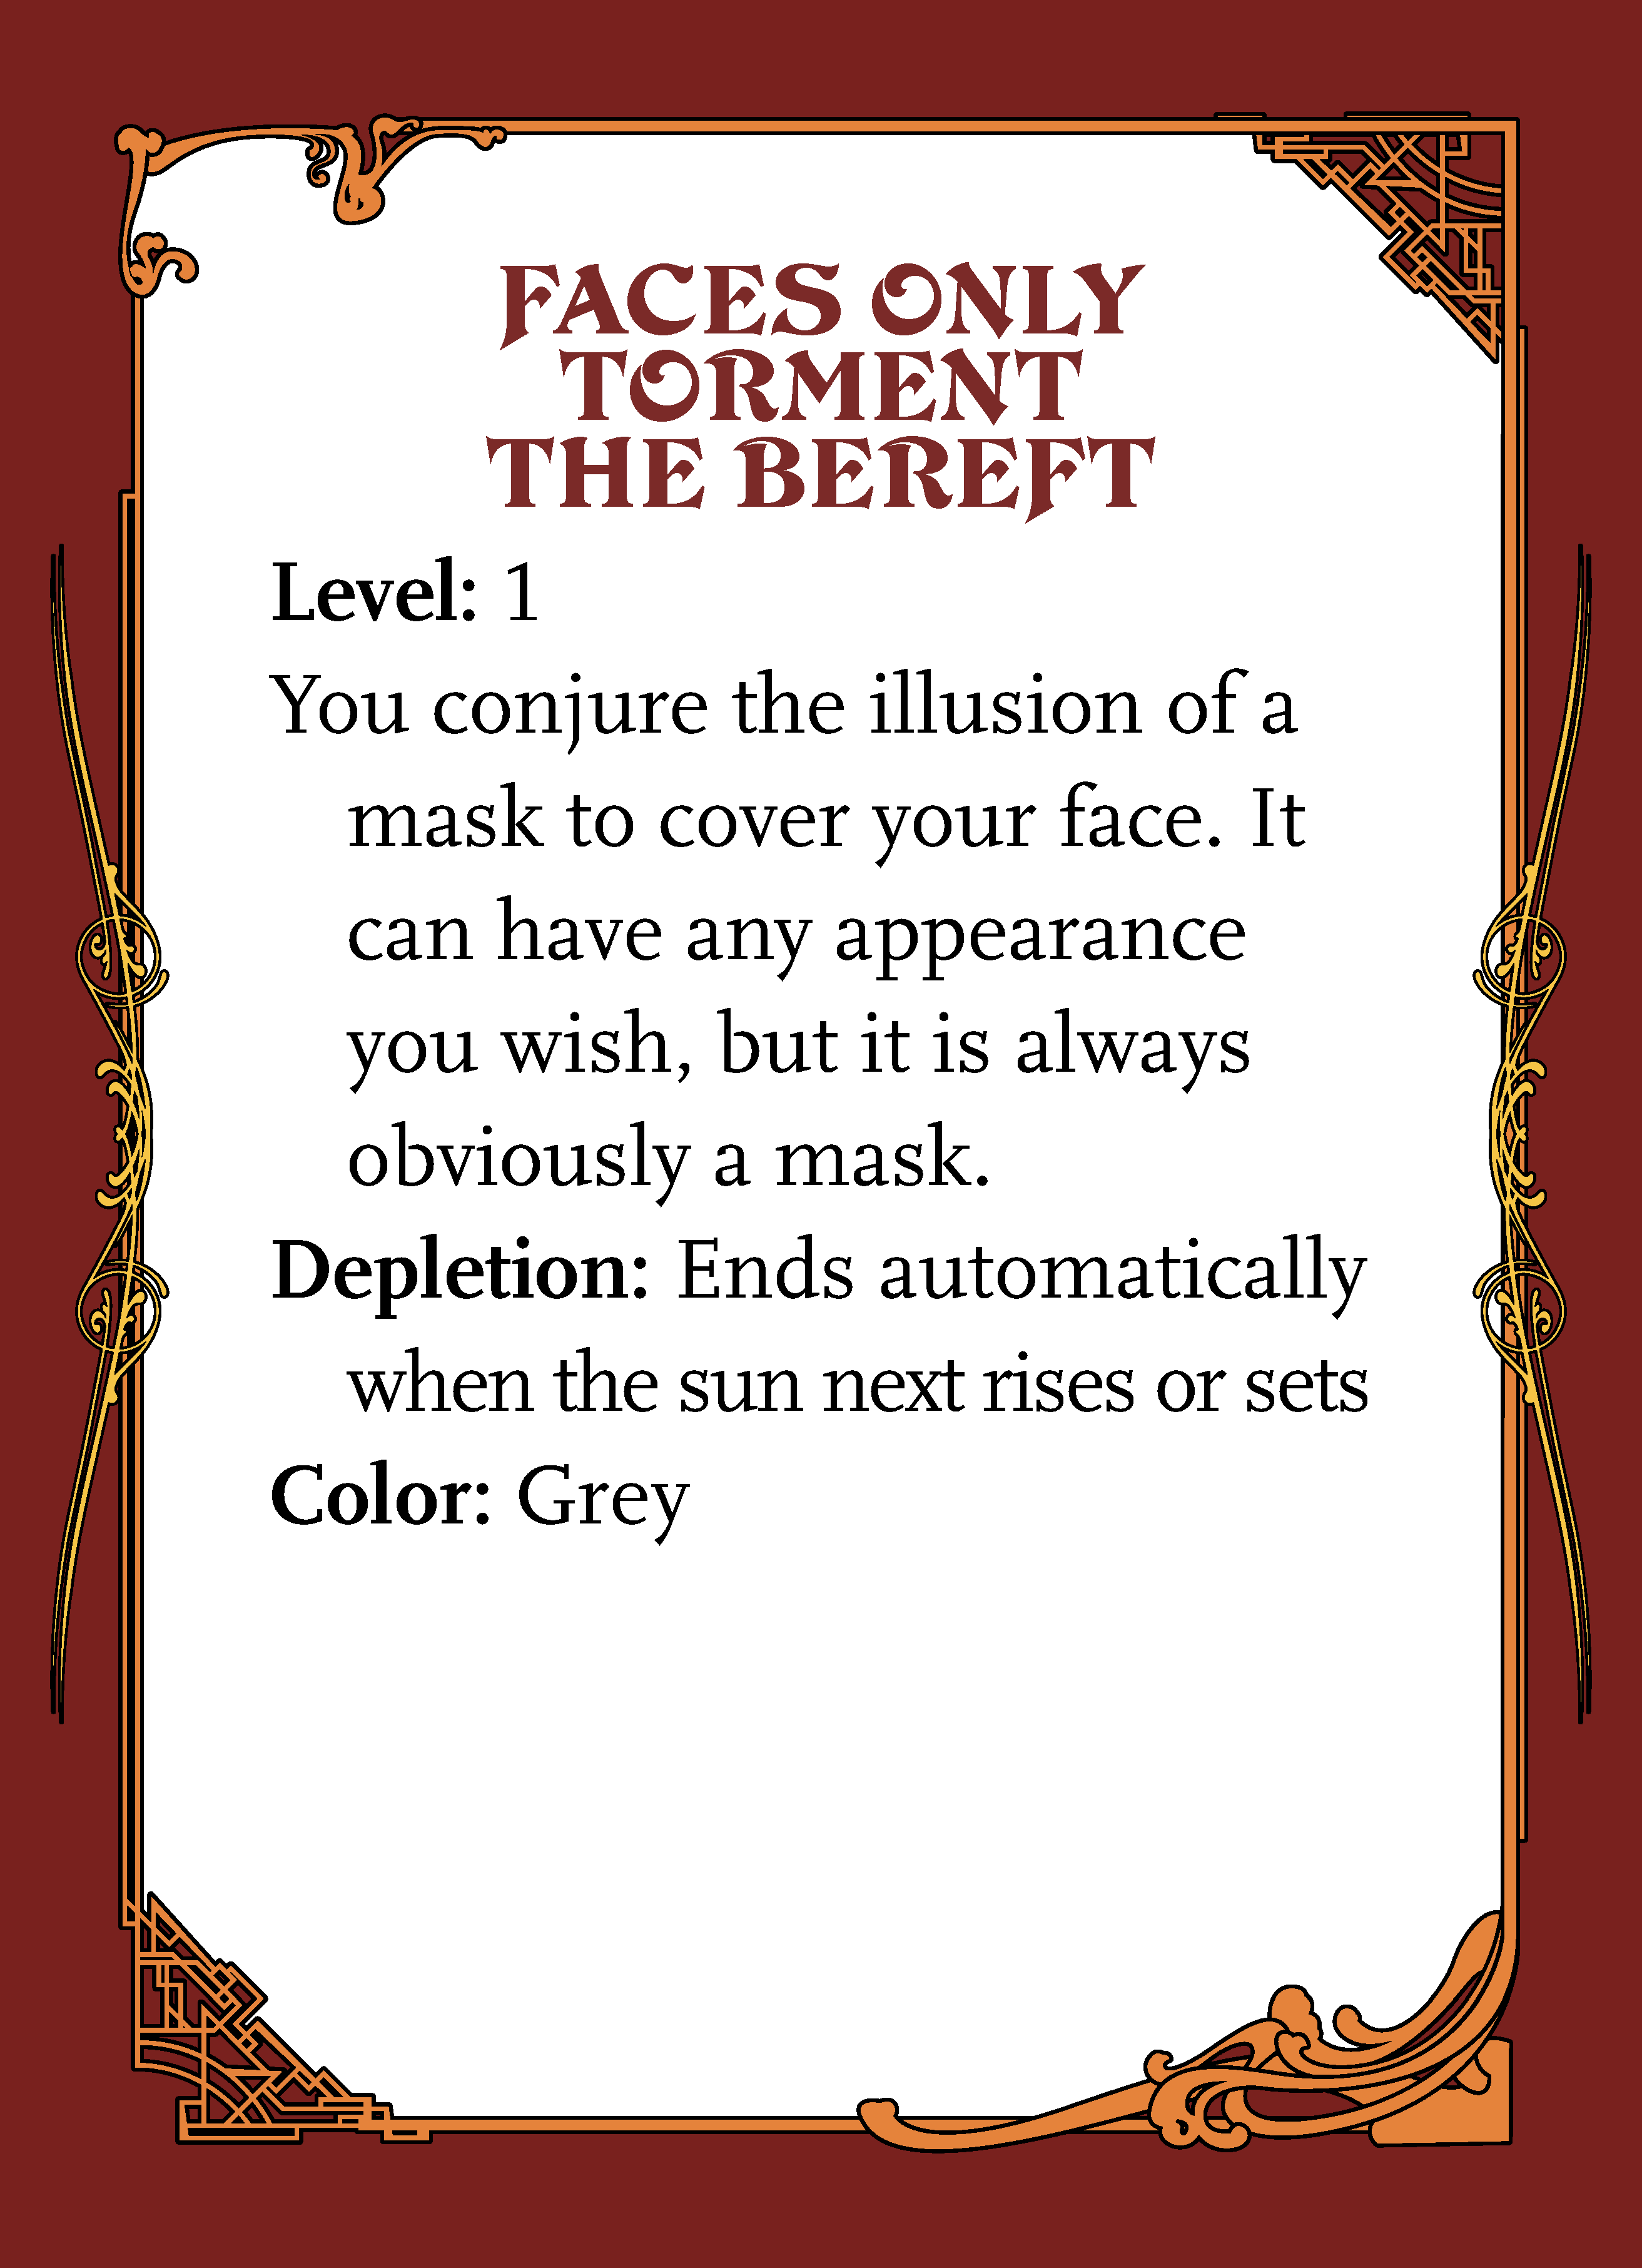 FACES ONLY
TORMENT
THE BEREFT
Level: 1
You conjure the illusion of a
mask to cover your face. It
can have any appearance
you wish, but it is always
obviously a mask.
Depletion: Ends automatically
when the sun next rises or sets
Color: Grey